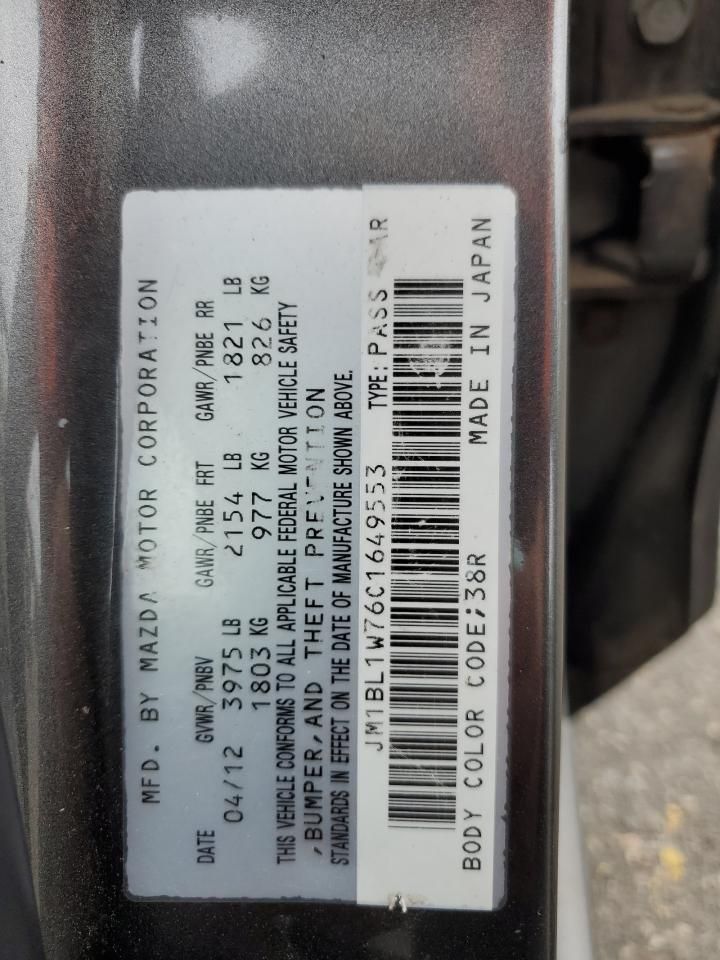 MFD. BY MAZDA MOTOR CORPORATION
DATE GVWR/PNBV GAWR/PNBE FRT GAWR/PNBE RR
04/12 3975 LB 2154 LB 1821 LB
1803 KG 977 KG 826 KG
THIS VEHICLE CONFORMS TO ALL APPLICABLE FEDERAL MOTOR VEHICLE SAFETY
,BUMPER,AND THEFT PREVENTION
STANDARDS IN EFFECT ON THE DATE OF MANUFACTURE SHOWN ABOVE.
JM1BL1W76C1649553 TYPE: PASS
BODY COLOR CODE;38R MADE IN JAPAN